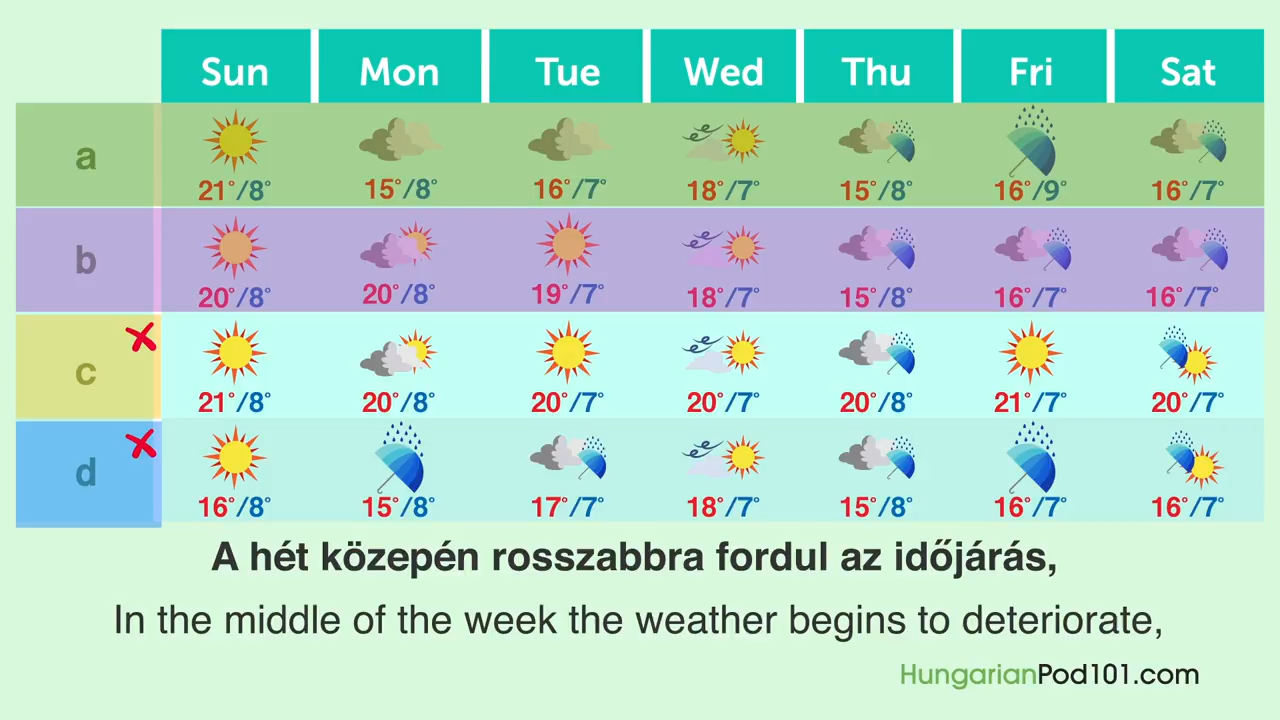 Sun Mon Tue Wed Thu Fri Sat
a
21°/8° 15°/8° 16°/7° 18°/7° 15°/8° 16°/9° 16°/7°
b
20°/8° 20°/8° 19°/7° 18°/7° 15°/8° 16°/7° 16°/7°
c
21°/8° 20°/8° 20°/7° 20°/7° 20°/8° 21°/7° 20°/7°
d
16°/8° 15°/8° 17°/7° 18°/7° 15°/8° 16°/7° 16°/7°
A hét közepén rosszabbra fordul az időjárás,
In the middle of the week the weather begins to deteriorate,
HungarianPod101.com